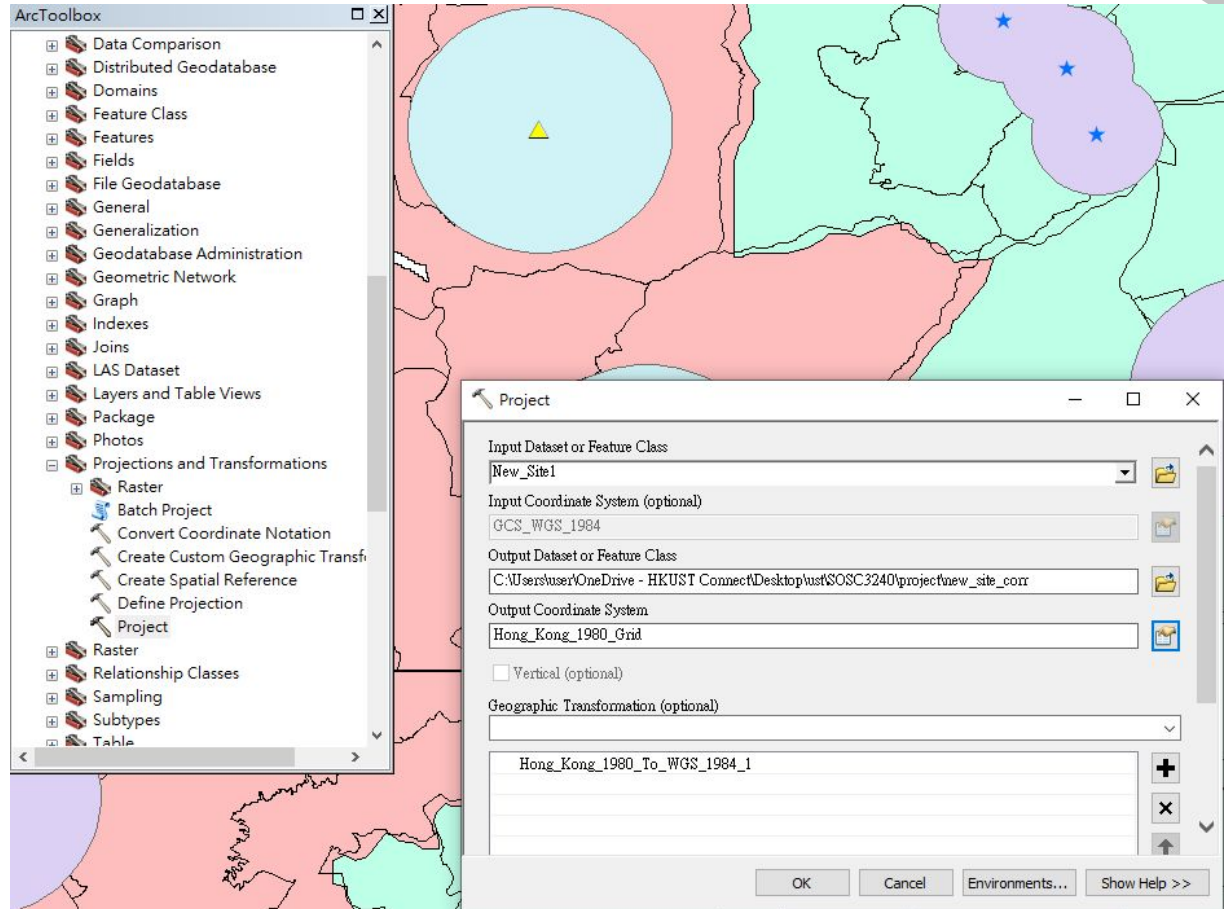 ArcToolbox
Data Comparison
Distributed Geodatabase
Domains
Feature Class
Features
Fields
File Geodatabase
General
Generalization
Geodatabase Administration
Geometric Network
Graph
Indexes
Joins
LAS Dataset
Layers and Table Views
Package
Photos
Projections and Transformations
Raster
Batch Project
Convert Coordinate Notation
Create Custom Geographic Transf
Create Spatial Reference
Define Projection
Project
Raster
Relationship Classes
Sampling
Subtypes
Table
Project
Input Dataset or Feature Class
New_Site1
Input Coordinate System (optional)
GCS_WGS_1984
Output Dataset or Feature Class
C:\Users\user\OneDrive - HKUST Connect\Desktop\ust\SOSC3240\project\new_site_corr
Output Coordinate System
Hong_Kong_1980_Grid
Vertical (optional)
Geographic Transformation (optional)
Hong_Kong_1980_To_WGS_1984_1
OK
Cancel
Environments...
Show Help >>